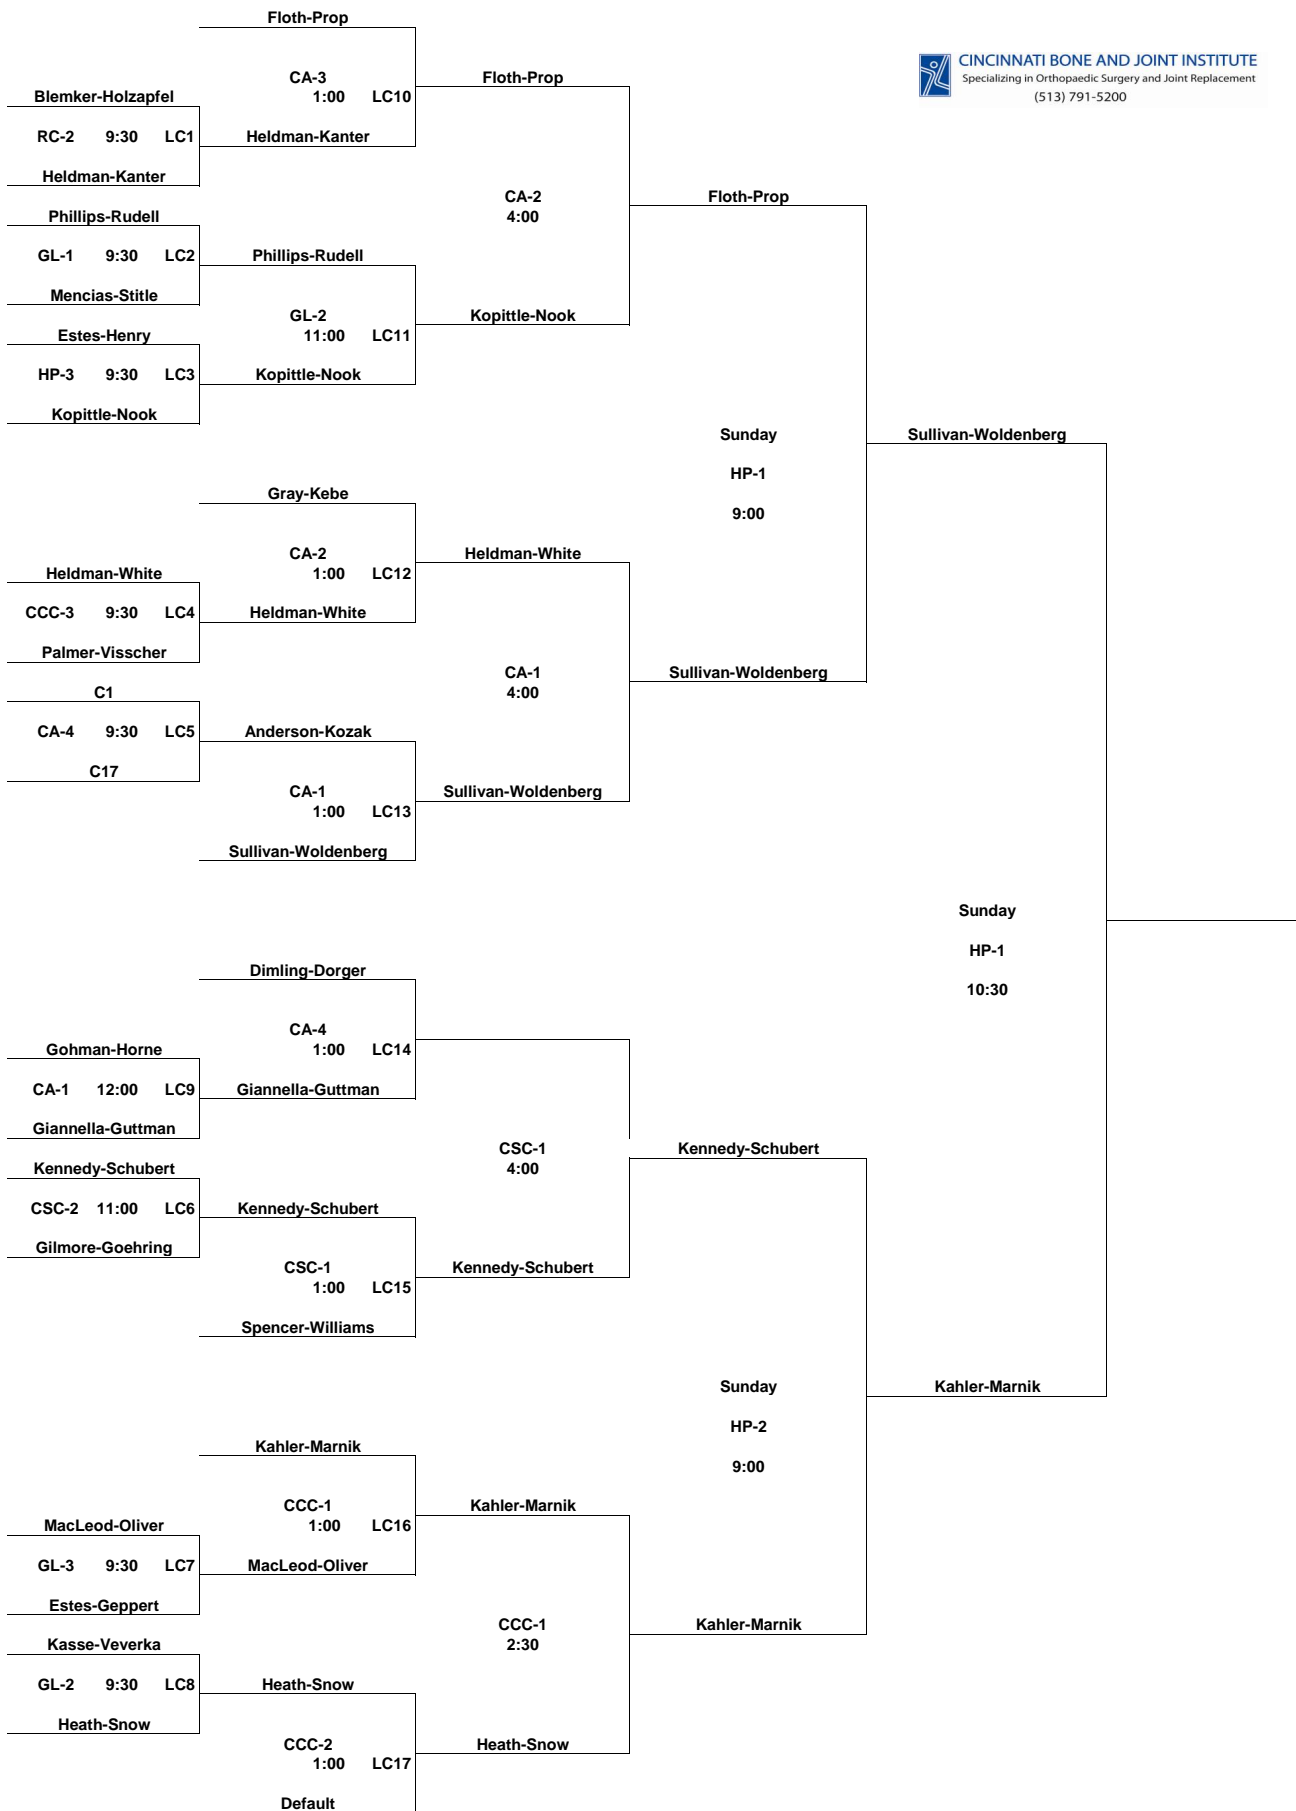 Floth-Prop
CINCINNATI BONE AND JOINT INSTITUTE
Specializing in Orthopaedic Surgery and Joint Replacement
(513) 791-5200
CA-3
1:00 LC10
Floth-Prop
Blemker-Holzapfel
RC-2 9:30 LC1
Heldman-Kanter
Heldman-Kanter
CA-2
4:00
Floth-Prop
Phillips-Rudell
GL-1 9:30 LC2
Phillips-Rudell
Mencias-Stitle
GL-2
11:00 LC11
Kopittle-Nook
Estes-Henry
HP-3 9:30 LC3
Kopittle-Nook
Kopittle-Nook
Sunday
HP-1
9:00
Sullivan-Woldenberg
Gray-Kebe
CA-2
1:00 LC12
Heldman-White
Heldman-White
CCC-3 9:30 LC4
Heldman-White
Palmer-Visscher
CA-1
4:00
Sullivan-Woldenberg
C1
CA-4 9:30 LC5
Anderson-Kozak
C17
CA-1
1:00 LC13
Sullivan-Woldenberg
Sullivan-Woldenberg
Sunday
HP-1
10:30
Dimling-Dorger
CA-4
1:00 LC14
Gohman-Horne
CA-1 12:00 LC9
Giannella-Guttman
Giannella-Guttman
CSC-1
4:00
Kennedy-Schubert
Kennedy-Schubert
CSC-2 11:00 LC6
Kennedy-Schubert
Gilmore-Goehring
CSC-1
1:00 LC15
Kennedy-Schubert
Spencer-Williams
Sunday
HP-2
9:00
Kahler-Marnik
Kahler-Marnik
CCC-1
1:00 LC16
Kahler-Marnik
MacLeod-Oliver
GL-3 9:30 LC7
MacLeod-Oliver
Estes-Geppert
CCC-1
2:30
Kahler-Marnik
Kasse-Veverka
GL-2 9:30 LC8
Heath-Snow
Heath-Snow
CCC-2
1:00 LC17
Heath-Snow
Default